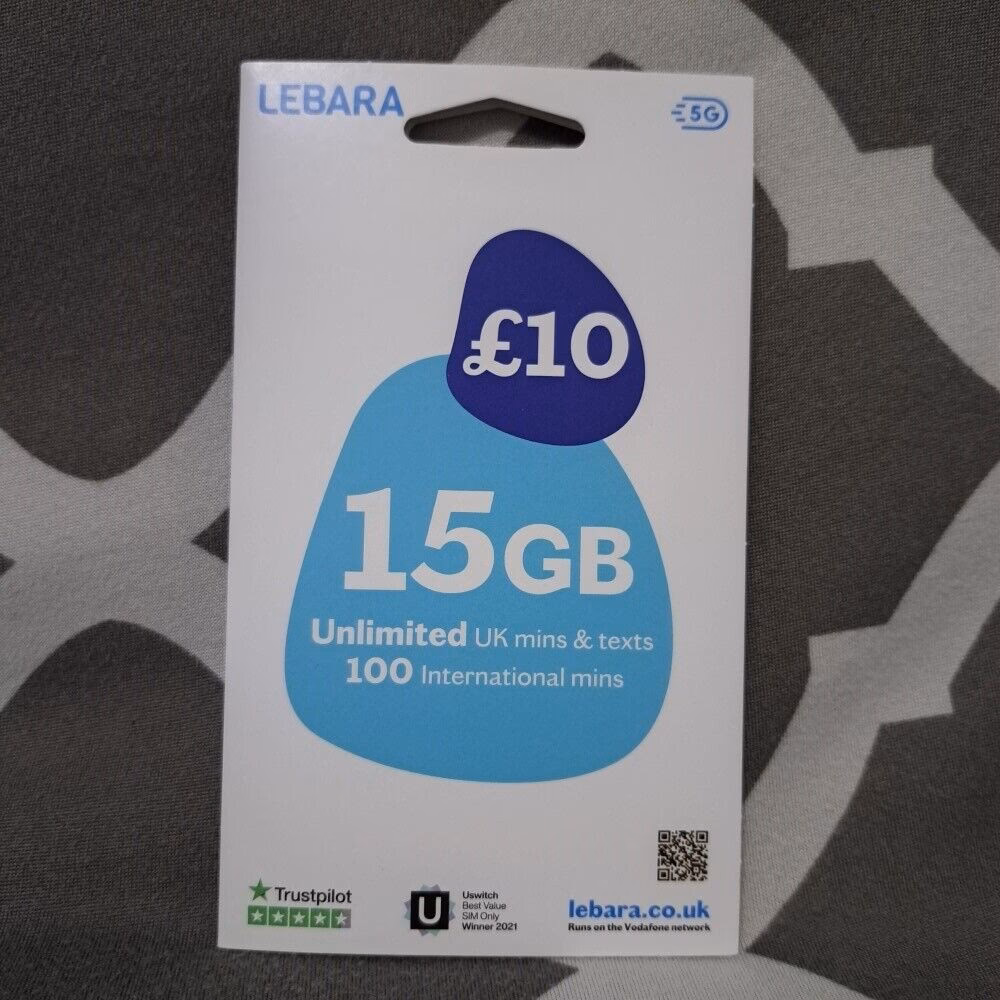 LEBARA
5G
£10
15GB
Unlimited UK mins & texts
100 International mins
Trustpilot
U
Uswitch
Best Value
SIM Only
Winner 2021
lebara.co.uk
Runs on the Vodafone network